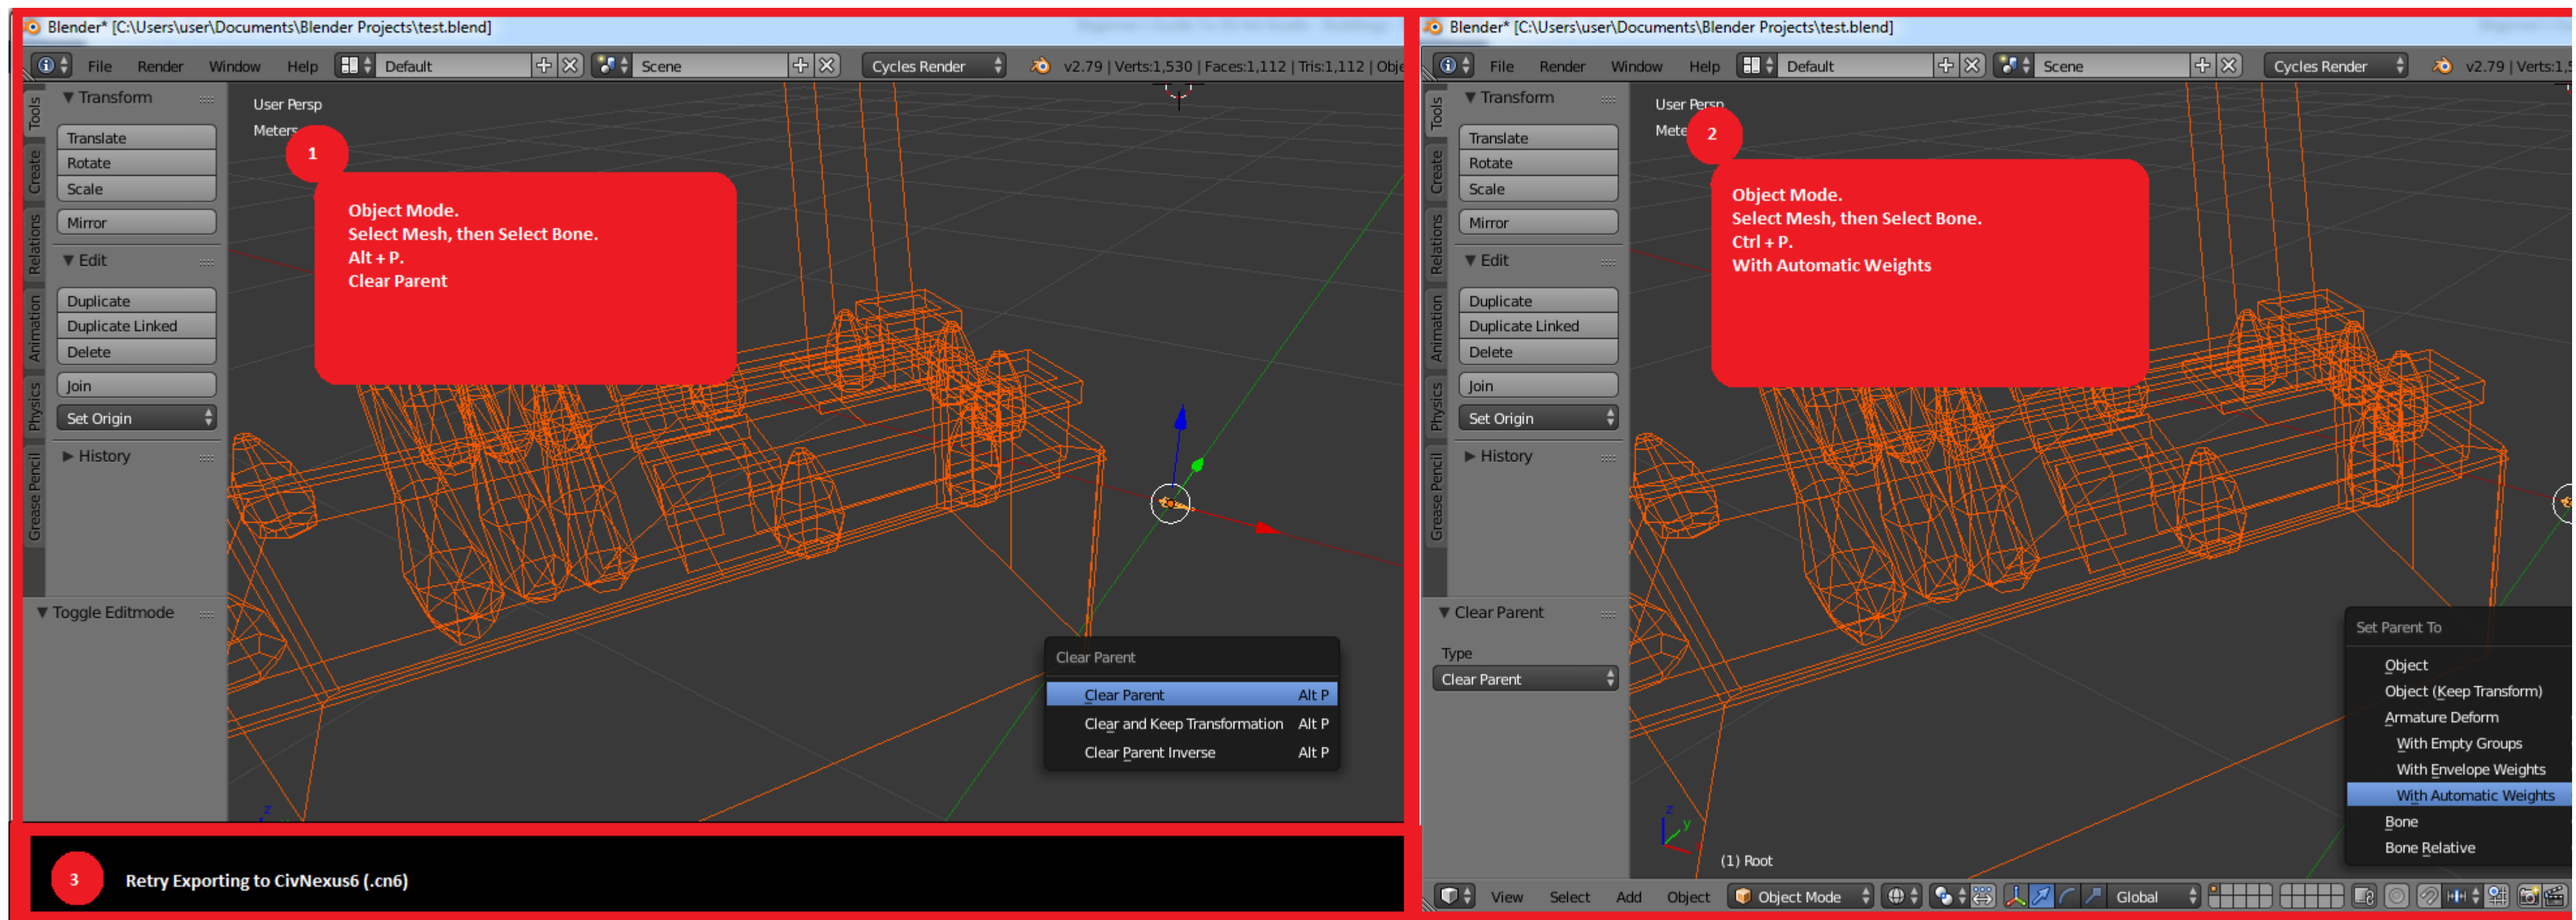 Blender* [C:\Users\user\Documents\Blender Projects\test.blend]
File Render Window Help Default Scene Cycles Render v2.79 | Verts:1,530 | Faces:1,112 | Tris:1,112 | Obje
Tools
Create
Relations
Animation
Physics
Grease Pencil
Transform
Translate
Rotate
Scale
Mirror
Edit
Duplicate
Duplicate Linked
Delete
Join
Set Origin
History
Toggle Editmode
User Persp
Meters
1
Object Mode.
Select Mesh, then Select Bone.
Alt + P.
Clear Parent
Clear Parent
Clear Parent Alt P
Clear and Keep Transformation Alt P
Clear Parent Inverse Alt P
z
Blender* [C:\Users\user\Documents\Blender Projects\test.blend]
File Render Window Help Default Scene Cycles Render v2.79 | Verts:1,5
Tools
Create
Relations
Animation
Physics
Grease Pencil
Transform
Translate
Rotate
Scale
Mirror
Edit
Duplicate
Duplicate Linked
Delete
Join
Set Origin
History
Clear Parent
Type
Clear Parent
User Persp
Mete
2
Object Mode.
Select Mesh, then Select Bone.
Ctrl + P.
With Automatic Weights
Set Parent To
Object
Object (Keep Transform)
Armature Deform
With Empty Groups
With Envelope Weights
With Automatic Weights
Bone
Bone Relative
z
y
(1) Root
View Select Add Object Object Mode Global
3
Retry Exporting to CivNexus6 (.cn6)